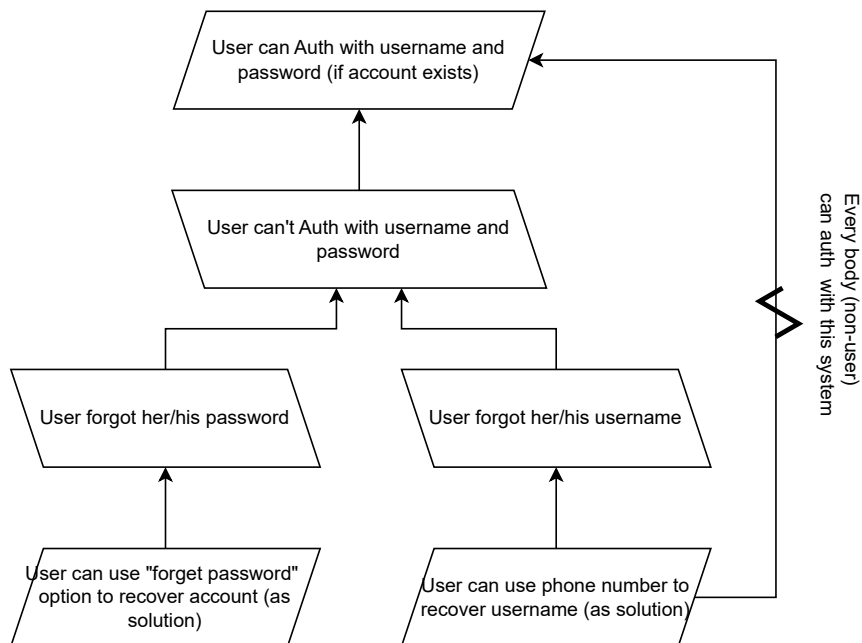 User can Auth with username and
password (if account exists)
User can't Auth with username and
password
Every body (non-user)
can auth with this system
User forgot her/his password
User forgot her/his username
User can use "forget password"
option to recover account (as
solution)
User can use phone number to
recover username (as solution)